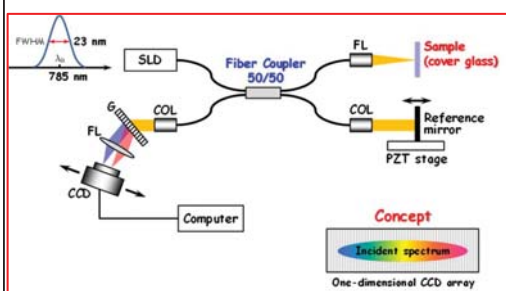 FWHM
23 nm
λ₀
785 nm
SLD
Fiber Coupler
50/50
FL
Sample
(cover glass)
G
COL
FL
CCD
COL
Reference
mirror
PZT stage
Computer
Concept
Incident spectrum
One-dimensional CCD array